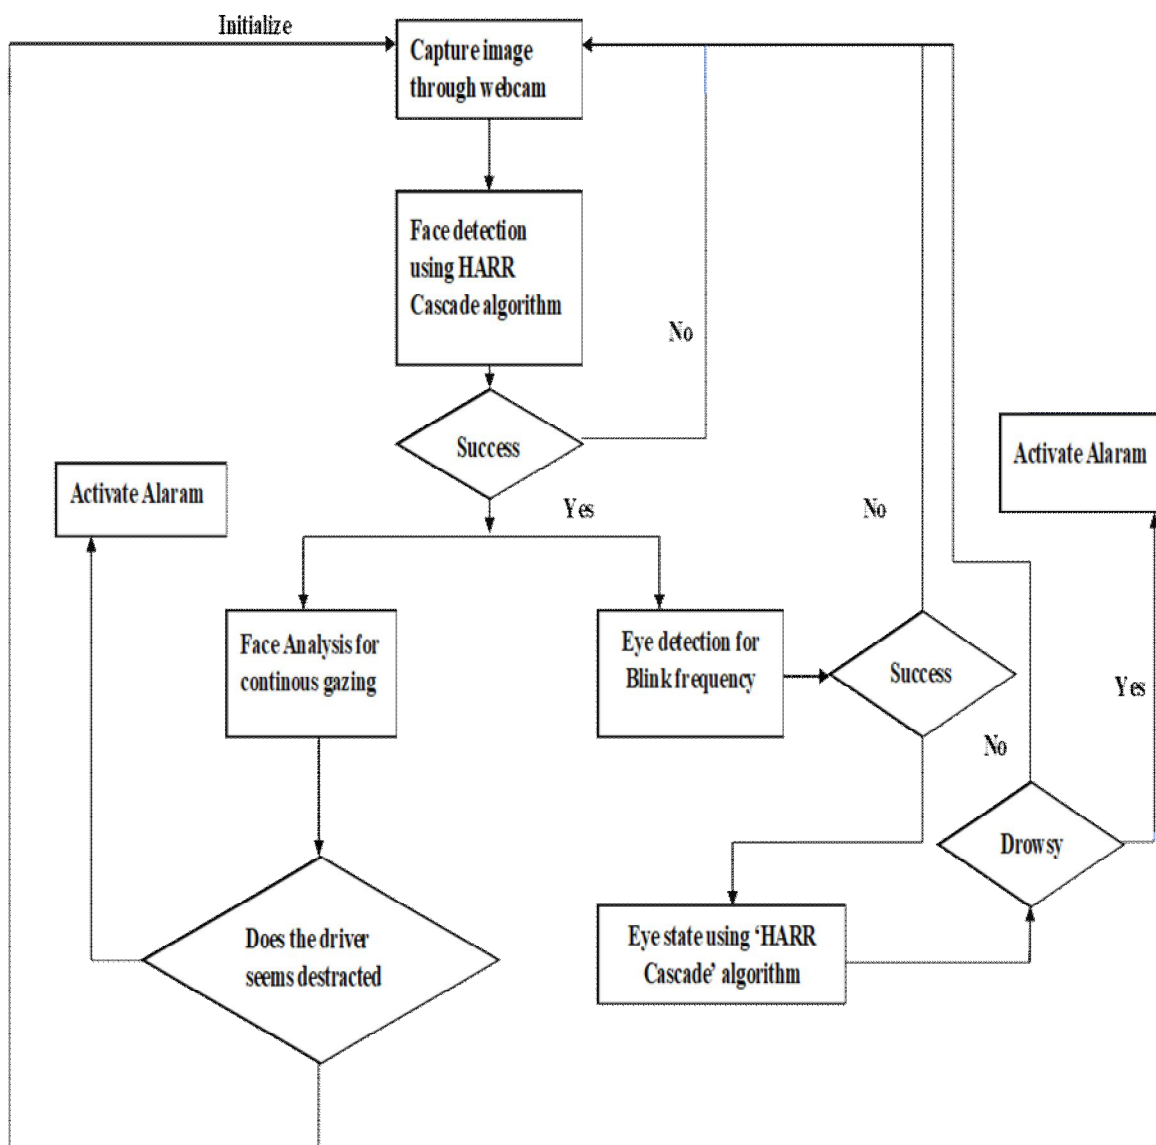 Initialize
Capture image
through webcam
Face detection
using HARR
Cascade algorithm
No
Success
Activate Alaram
Activate Alaram
Yes
No
Face Analysis for
continous gazing
Eye detection for
Blink frequency
Success
Yes
No
Drowsy
Does the driver
seems destracted
Eye state using ‘HARR
Cascade’ algorithm